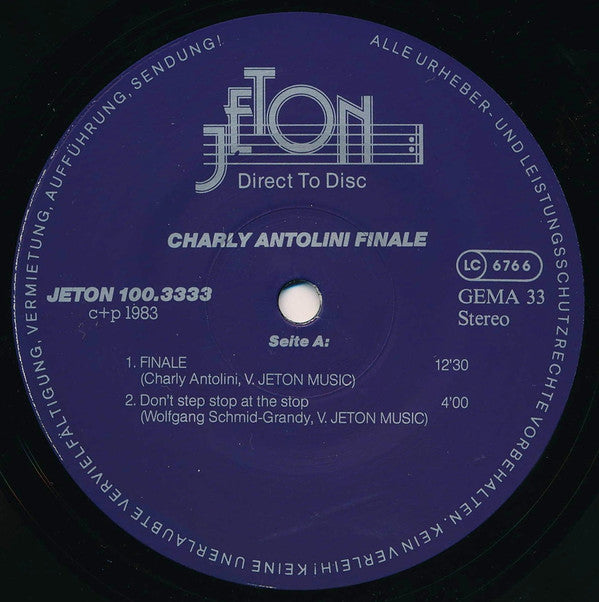 JETON
Direct To Disc
CHARLY ANTOLINI FINALE
LC 6766
JETON 100.3333
c+p 1983
GEMA 33
Stereo
Seite A:
1. FINALE 12'30
(Charly Antolini, V. JETON MUSIC)
2. Don't step stop at the stop 4'00
(Wolfgang Schmid-Grandy, V. JETON MUSIC)
ALLE URHEBER- UND LEISTUNGSSCHUTZRECHTE VORBEHALTEN. KEIN VERLEIH! KEINE UNERLAUBTE VERVIELFÄLTIGUNG, VERMIETUNG, AUFFÜHRUNG, SENDUNG!